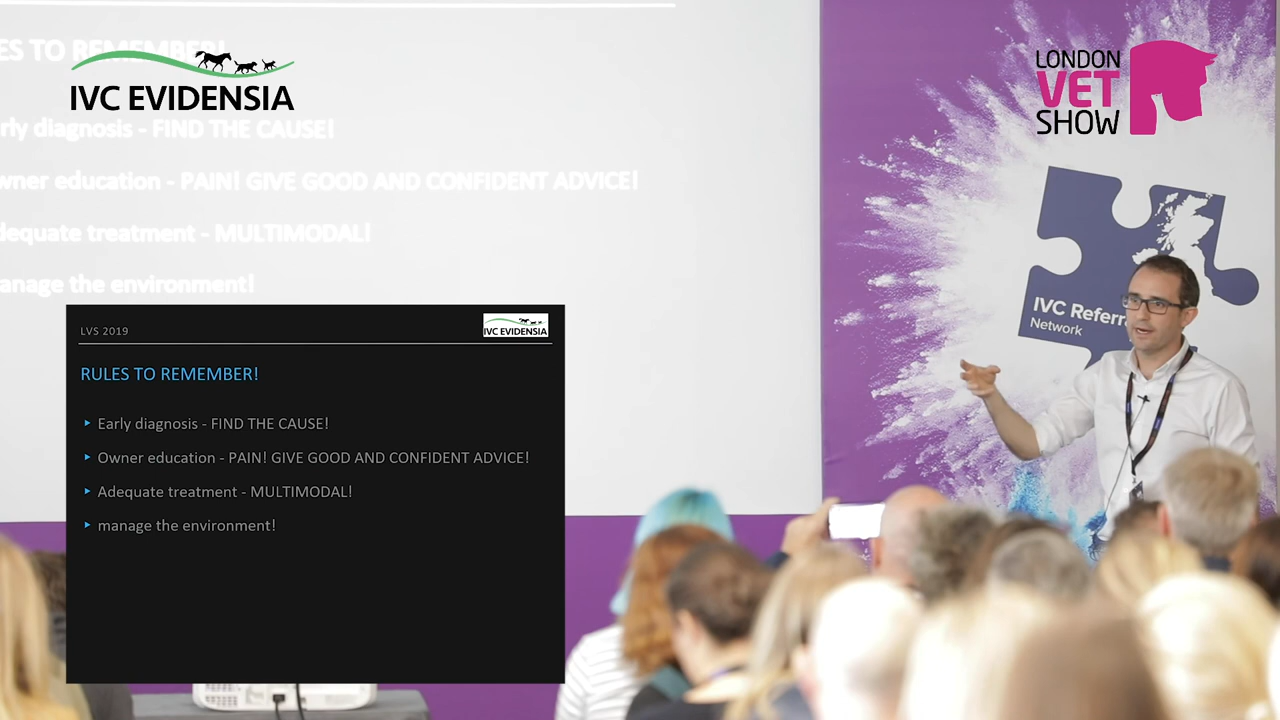 ES TO REMEMBER!
IVC EVIDENSIA
rly diagnosis - FIND THE CAUSE!
wner education - PAIN! GIVE GOOD AND CONFIDENT ADVICE!
dequate treatment - MULTIMODAL!
anage the environment!
LONDON
VET
SHOW
IVC Referr
Network
LVS 2019
IVC EVIDENSIA
RULES TO REMEMBER!
Early diagnosis - FIND THE CAUSE!
Owner education - PAIN! GIVE GOOD AND CONFIDENT ADVICE!
Adequate treatment - MULTIMODAL!
manage the environment!